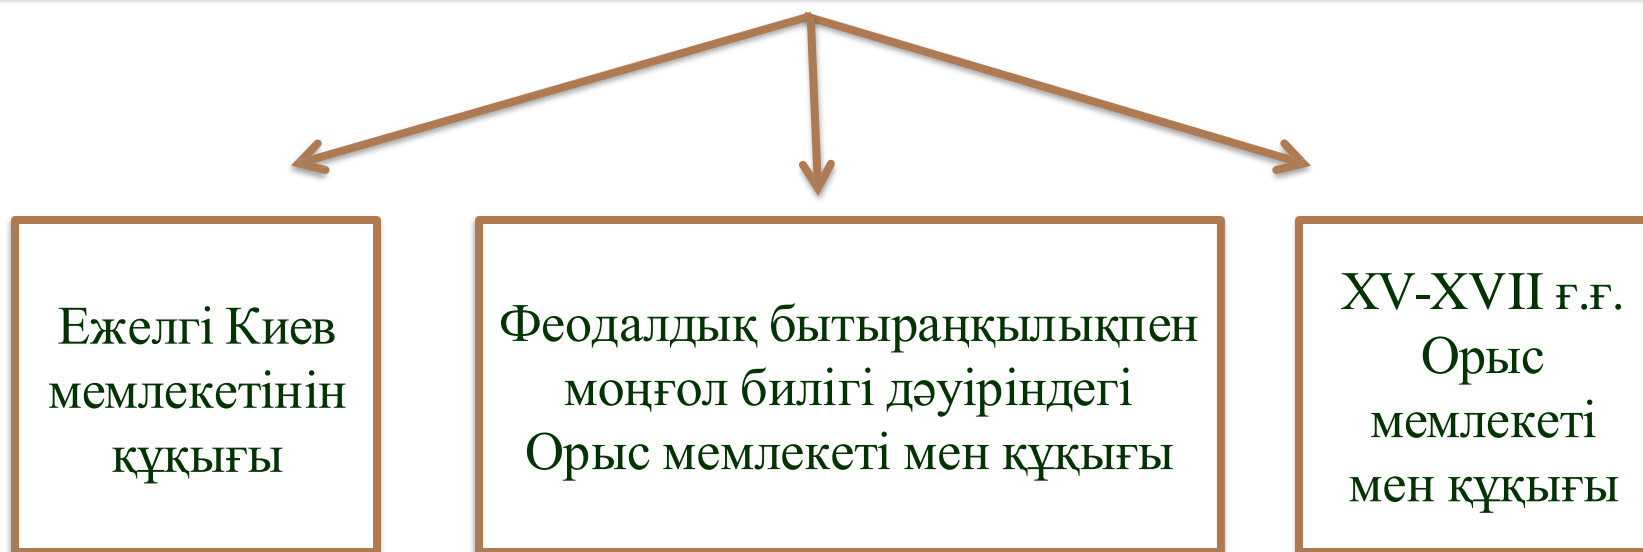 Ежелгі Киев
мемлекетінін
құқығы
Феодалдық бытыраңқылықпен
моңғол билігі дәуіріндегі
Орыс мемлекеті мен құқығы
XV-XVII ғ.ғ.
Орыс
мемлекеті
мен құқығы